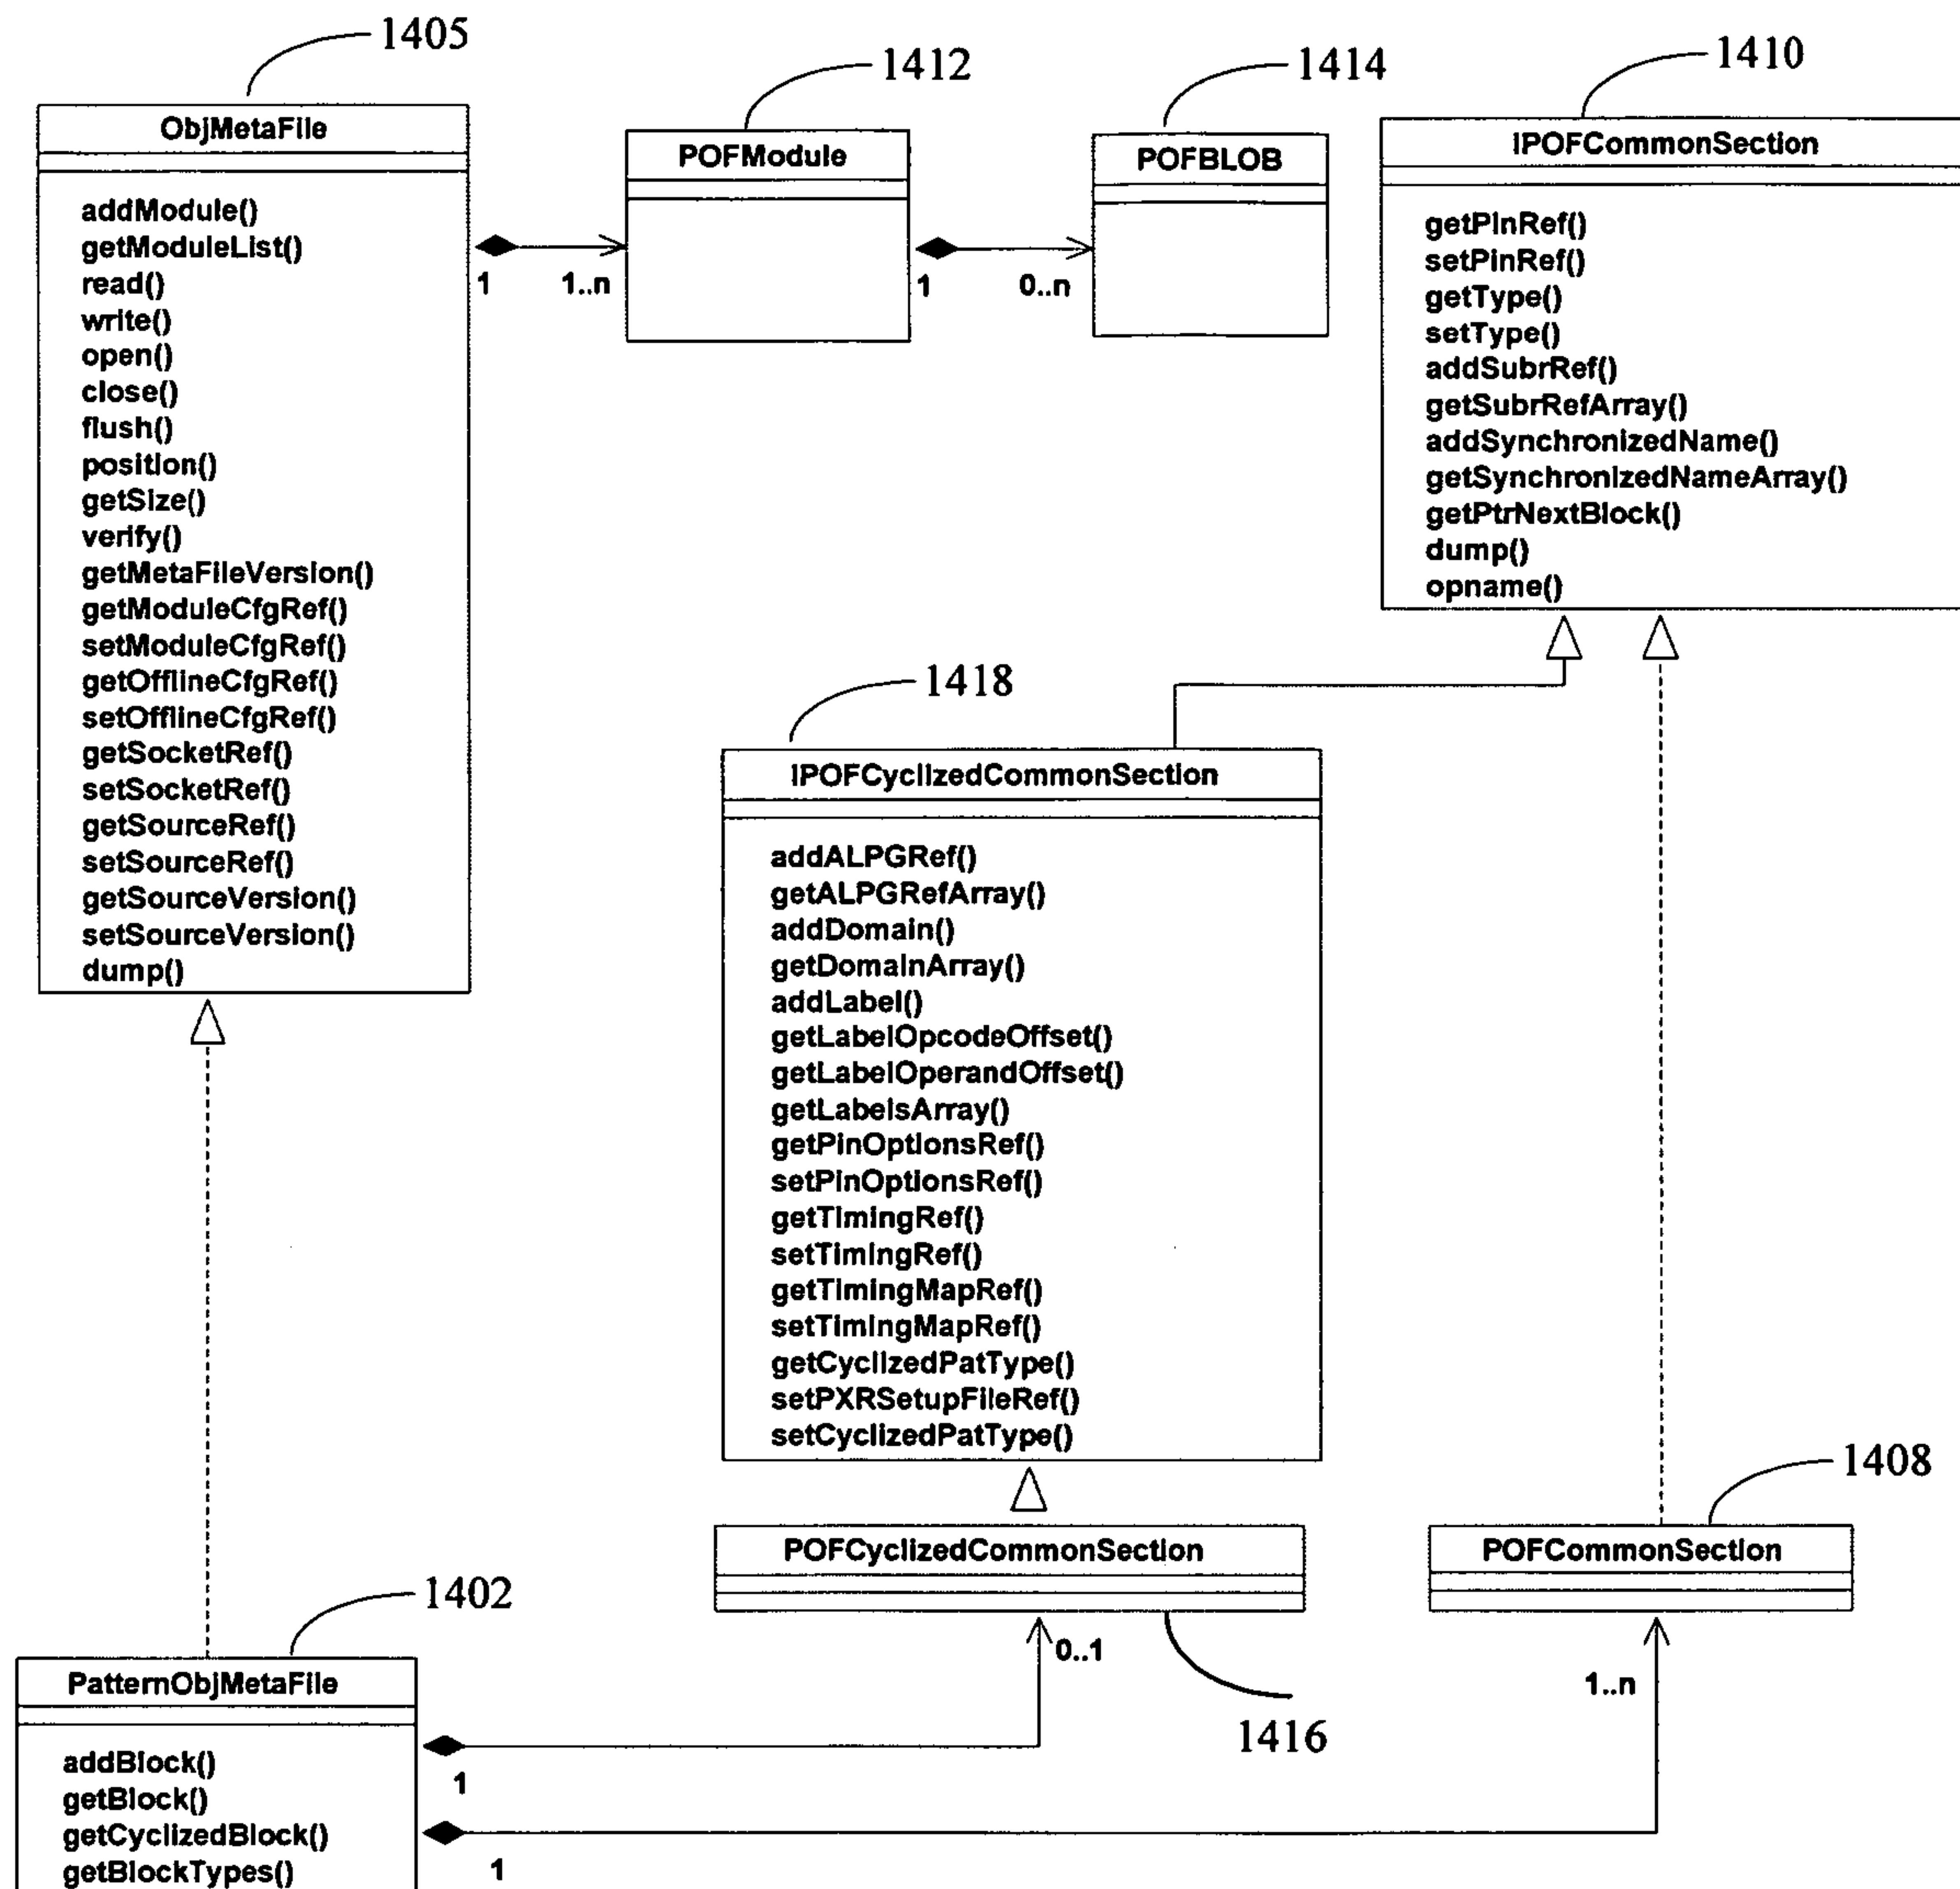 1405
ObjMetaFile
addModule()
getModuleList()
read()
write()
open()
close()
flush()
position()
getSize()
verify()
getMetaFileVersion()
getModuleCfgRef()
setModuleCfgRef()
getOfflineCfgRef()
setOfflineCfgRef()
getSocketRef()
setSocketRef()
getSourceRef()
setSourceRef()
getSourceVersion()
setSourceVersion()
dump()
1
1..n
1412
POFModule
1
0..n
1414
POFBLOB
1410
IPOFCommonSection
getPinRef()
setPinRef()
getType()
setType()
addSubrRef()
getSubrRefArray()
addSynchronizedName()
getSynchronizedNameArray()
getPtrNextBlock()
dump()
opname()
1418
IPOFCyclizedCommonSection
addALPGRef()
getALPGRefArray()
addDomain()
getDomainArray()
addLabel()
getLabelOpcodeOffset()
getLabelOperandOffset()
getLabelsArray()
getPinOptionsRef()
setPinOptionsRef()
getTimingRef()
setTimingRef()
getTimingMapRef()
setTimingMapRef()
getCyclizedPatType()
setPXRSetupFileRef()
setCyclizedPatType()
1408
POFCyclizedCommonSection
POFCommonSection
1402
0..1
1..n
1416
PatternObjMetaFile
addBlock()
getBlock()
getCyclizedBlock()
getBlockTypes()
1
1